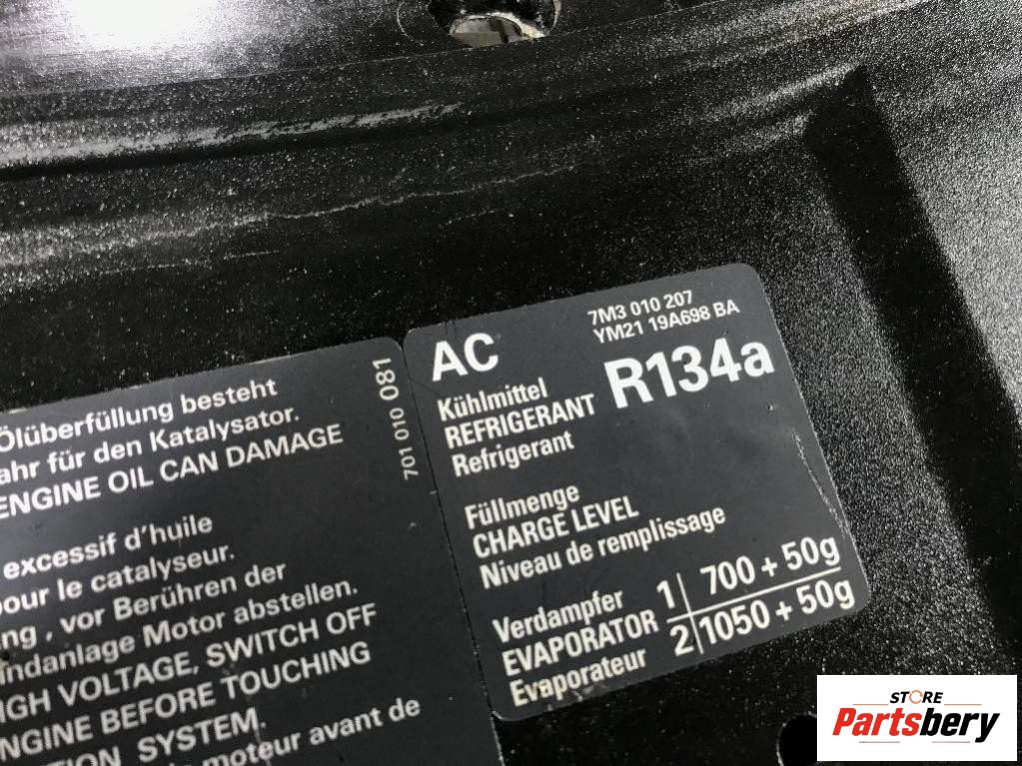 Ölüberfüllung besteht
ahr für den Katalysator.
ENGINE OIL CAN DAMAGE
excessif d'huile
pour le catalyseur.
ng , vor Berühren der
ndanlage Motor abstellen.
IGH VOLTAGE, SWITCH OFF
NGINE BEFORE TOUCHING
TION SYSTEM.
moteur avant de
701 010 081
AC
7M3 010 207
YM21 19A698 BA
R134a
Kühlmittel
REFRIGERANT
Refrigerant
Füllmenge
CHARGE LEVEL
Niveau de remplissage
Verdampfer
EVAPORATOR
Evaporateur
1 700 + 50g
2 1050 + 50g
STORE
Partsbery